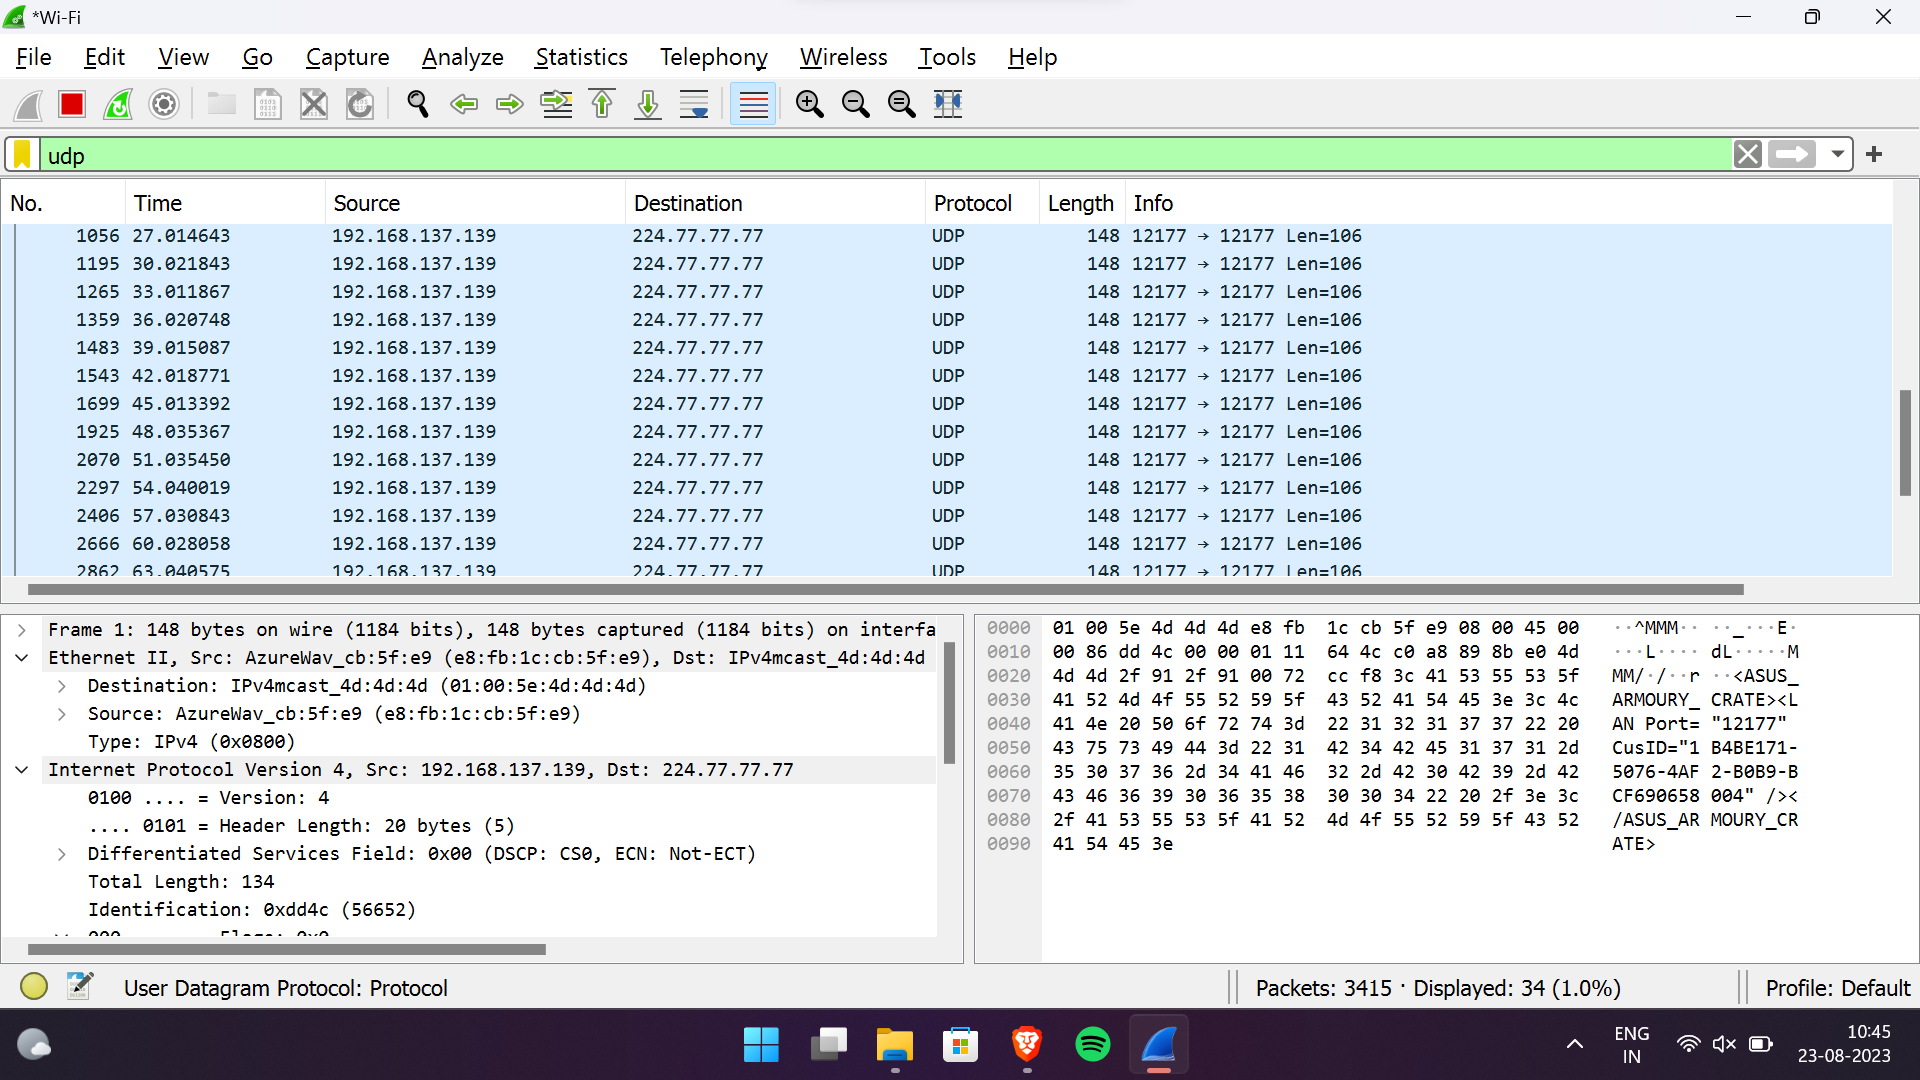 *Wi-Fi
File Edit View Go Capture Analyze Statistics Telephony Wireless Tools Help
udp
No. Time Source Destination Protocol Length Info
1056 27.014643 192.168.137.139 224.77.77.77 UDP 148 12177 → 12177 Len=106
1195 30.021843 192.168.137.139 224.77.77.77 UDP 148 12177 → 12177 Len=106
1265 33.011867 192.168.137.139 224.77.77.77 UDP 148 12177 → 12177 Len=106
1359 36.020748 192.168.137.139 224.77.77.77 UDP 148 12177 → 12177 Len=106
1483 39.015087 192.168.137.139 224.77.77.77 UDP 148 12177 → 12177 Len=106
1543 42.018771 192.168.137.139 224.77.77.77 UDP 148 12177 → 12177 Len=106
1699 45.013392 192.168.137.139 224.77.77.77 UDP 148 12177 → 12177 Len=106
1925 48.035367 192.168.137.139 224.77.77.77 UDP 148 12177 → 12177 Len=106
2070 51.035450 192.168.137.139 224.77.77.77 UDP 148 12177 → 12177 Len=106
2297 54.040019 192.168.137.139 224.77.77.77 UDP 148 12177 → 12177 Len=106
2406 57.030843 192.168.137.139 224.77.77.77 UDP 148 12177 → 12177 Len=106
2666 60.028058 192.168.137.139 224.77.77.77 UDP 148 12177 → 12177 Len=106
2862 63.040575 192.168.137.139 224.77.77.77 UDP 148 12177 → 12177 Len=106
Frame 1: 148 bytes on wire (1184 bits), 148 bytes captured (1184 bits) on interfa
Ethernet II, Src: AzureWav_cb:5f:e9 (e8:fb:1c:cb:5f:e9), Dst: IPv4mcast_4d:4d:4d
Destination: IPv4mcast_4d:4d:4d (01:00:5e:4d:4d:4d)
Source: AzureWav_cb:5f:e9 (e8:fb:1c:cb:5f:e9)
Type: IPv4 (0x0800)
Internet Protocol Version 4, Src: 192.168.137.139, Dst: 224.77.77.77
0100 .... = Version: 4
.... 0101 = Header Length: 20 bytes (5)
Differentiated Services Field: 0x00 (DSCP: CS0, ECN: Not-ECT)
Total Length: 134
Identification: 0xdd4c (56652)
0000 01 00 5e 4d 4d 4d e8 fb 1c cb 5f e9 08 00 45 00 ··^MMM·· ··_···E·
0010 00 86 dd 4c 00 00 01 11 64 4c c0 a8 89 8b e0 4d ···L···· dL·····M
0020 4d 4d 2f 91 2f 91 00 72 cc f8 3c 41 53 55 53 5f MM/·/··r ··<ASUS_
0030 41 52 4d 4f 55 52 59 5f 43 52 41 54 45 3e 3c 4c ARMOURY_ CRATE><L
0040 41 4e 20 50 6f 72 74 3d 22 31 32 31 37 37 22 20 AN Port= "12177"
0050 43 75 73 49 44 3d 22 31 42 34 42 45 31 37 31 2d CusID="1 B4BE171-
0060 35 30 37 36 2d 34 41 46 32 2d 42 30 42 39 2d 42 5076-4AF 2-B0B9-B
0070 43 46 36 39 30 36 35 38 30 30 34 22 20 2f 3e 3c CF690658 004" /><
0080 2f 41 53 55 53 5f 41 52 4d 4f 55 52 59 5f 43 52 /ASUS_AR MOURY_CR
0090 41 54 45 3e ATE>
User Datagram Protocol: Protocol
Packets: 3415 · Displayed: 34 (1.0%)
Profile: Default
ENG
IN
10:45
23-08-2023